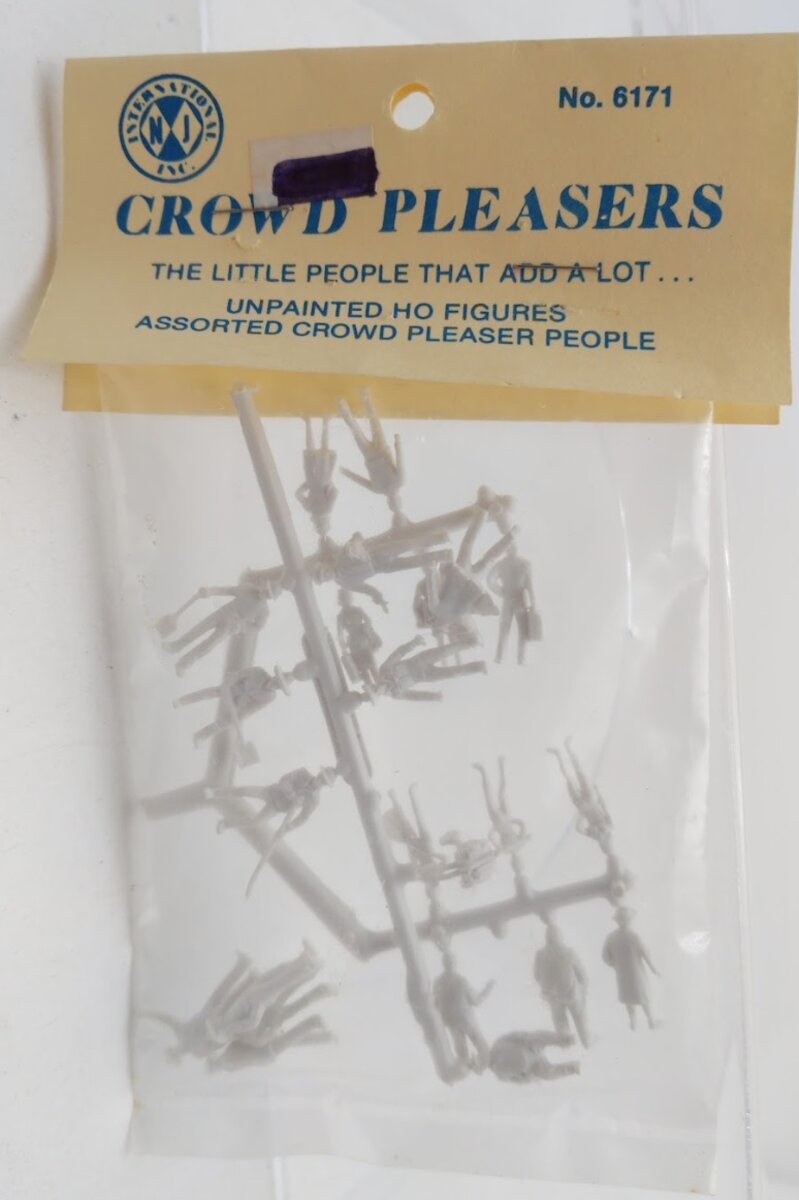 INTERNATIONAL
NJ
INC.
No. 6171
CROWD PLEASERS
THE LITTLE PEOPLE THAT ADD A LOT...
UNPAINTED HO FIGURES
ASSORTED CROWD PLEASER PEOPLE